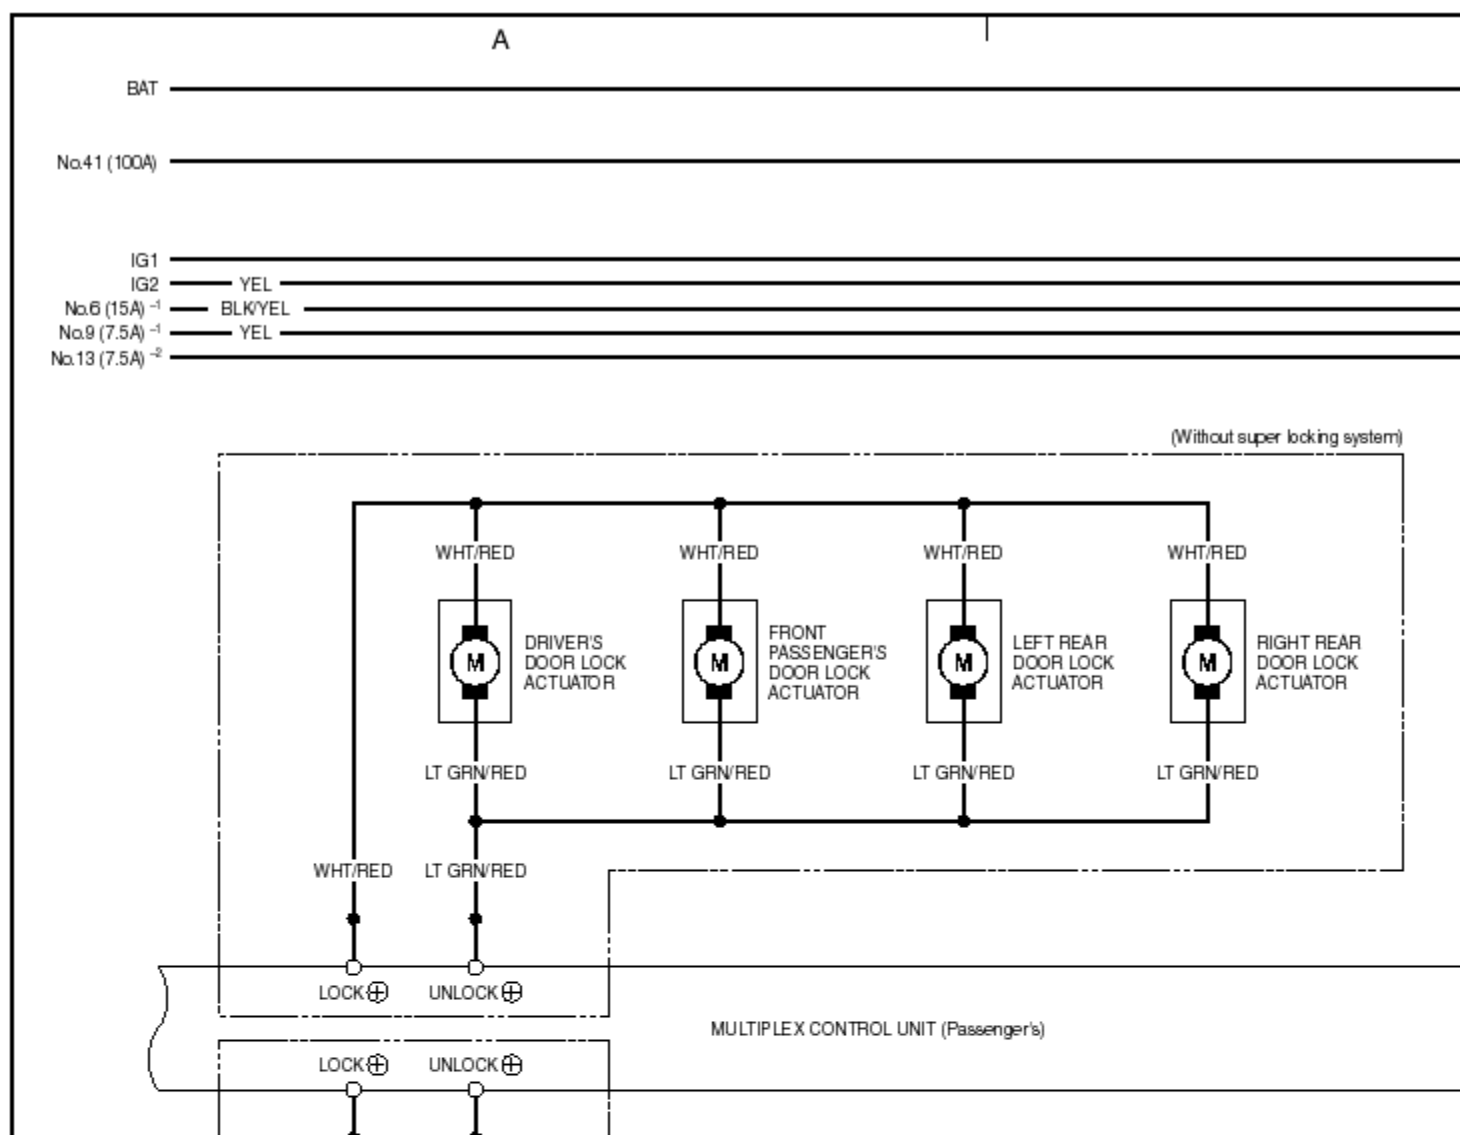 A
BAT
No.41 (100A)
IG1
IG2 YEL
No.6 (15A) –1 BLK/YEL
No.9 (7.5A) –1 YEL
No.13 (7.5A) –2
(Without super locking system)
WHT/RED WHT/RED WHT/RED WHT/RED
M DRIVER'S
DOOR LOCK
ACTUATOR
M FRONT
PASSENGER'S
DOOR LOCK
ACTUATOR
M LEFT REAR
DOOR LOCK
ACTUATOR
M RIGHT REAR
DOOR LOCK
ACTUATOR
LT GRN/RED LT GRN/RED LT GRN/RED LT GRN/RED
WHT/RED LT GRN/RED
LOCK⊕ UNLOCK⊕
MULTIPLEX CONTROL UNIT (Passenger's)
LOCK⊕ UNLOCK⊕